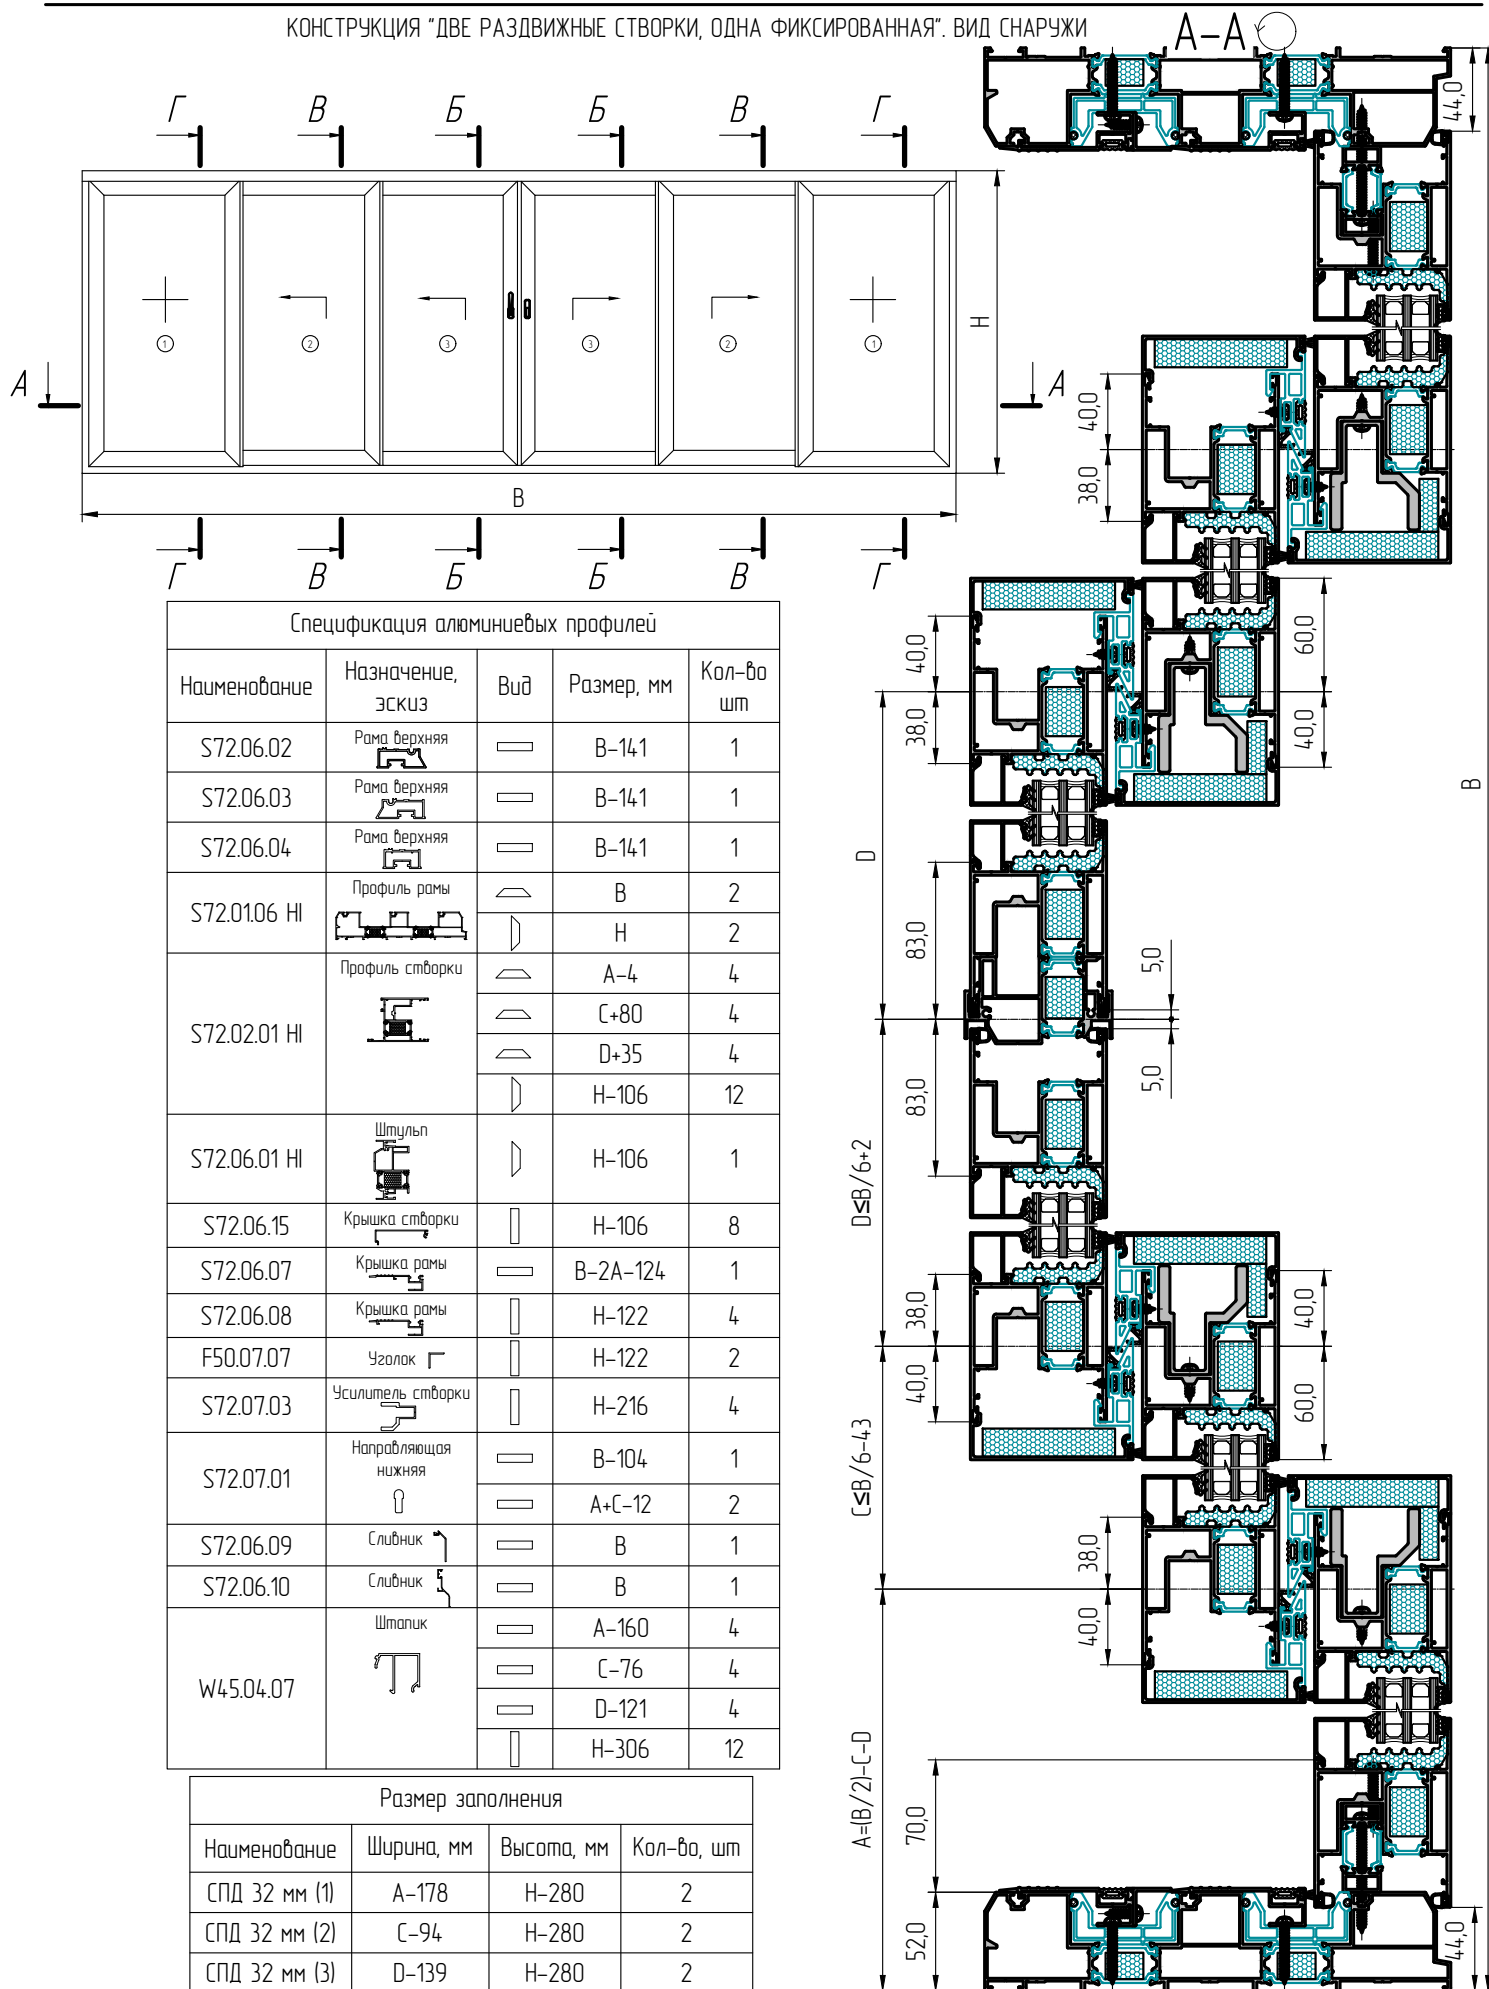 КОНСТРУКЦИЯ "ДВЕ РАЗДВИЖНЫЕ СТВОРКИ, ОДНА ФИКСИРОВАННАЯ". ВИД СНАРУЖИ
А-А
Г В Б Б В Г
1 2 3 3 2 1
А А
H
B
Г В Б Б В Г
Спецификация алюминиевых профилей
Наименование Назначение, эскиз Вид Размер, мм Кол-во шт
S72.06.02 Рама верхняя B-141 1
S72.06.03 Рама верхняя B-141 1
S72.06.04 Рама верхняя B-141 1
S72.01.06 HI Профиль рамы B 2
H 2
S72.02.01 HI Профиль створки A-4 4
C+80 4
D+35 4
H-106 12
S72.06.01 HI Штульп H-106 1
S72.06.15 Крышка створки H-106 8
S72.06.07 Крышка рамы B-2A-124 1
S72.06.08 Крышка рамы H-122 4
F50.07.07 Уголок H-122 2
S72.07.03 Усилитель створки H-216 4
S72.07.01 Направляющая нижняя B-104 1
A+C-12 2
S72.06.09 Сливник B 1
S72.06.10 Сливник B 1
W45.04.07 Штапик A-160 4
C-76 4
D-121 4
H-306 12
Размер заполнения
Наименование Ширина, мм Высота, мм Кол-во, шт
СПД 32 мм (1) A-178 H-280 2
СПД 32 мм (2) C-94 H-280 2
СПД 32 мм (3) D-139 H-280 2
44,0
40,0
38,0
60,0
40,0
40,0
38,0
B
D
83,0
5,0
5,0
83,0
D≤B/6+2
38,0
40,0
40,0
60,0
C≤B/6-43
38,0
40,0
A=(B/2)-C-D
70,0
52,0
44,0